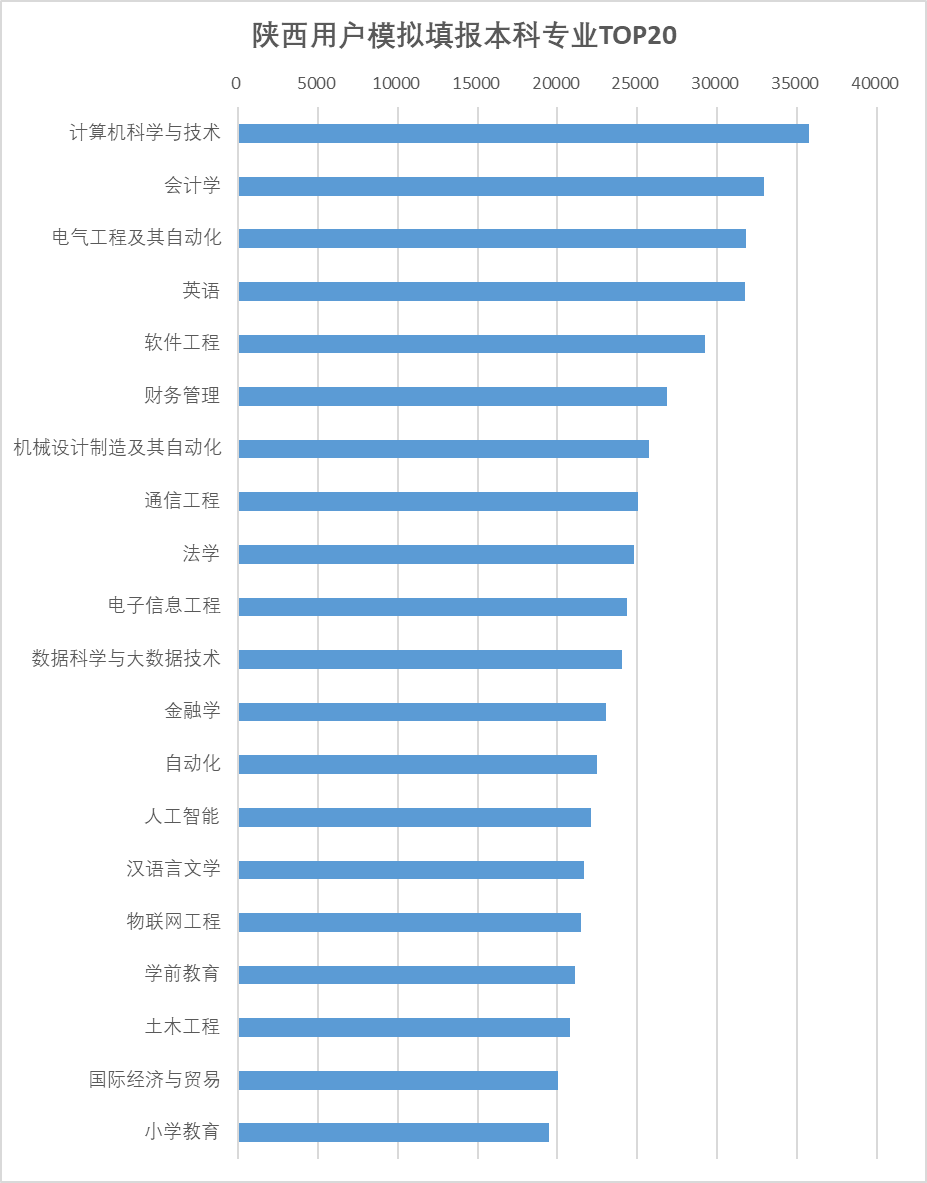 陕西用户模拟填报本科专业TOP20
0 5000 10000 15000 20000 25000 30000 35000 40000
计算机科学与技术
会计学
电气工程及其自动化
英语
软件工程
财务管理
机械设计制造及其自动化
通信工程
法学
电子信息工程
数据科学与大数据技术
金融学
自动化
人工智能
汉语言文学
物联网工程
学前教育
土木工程
国际经济与贸易
小学教育